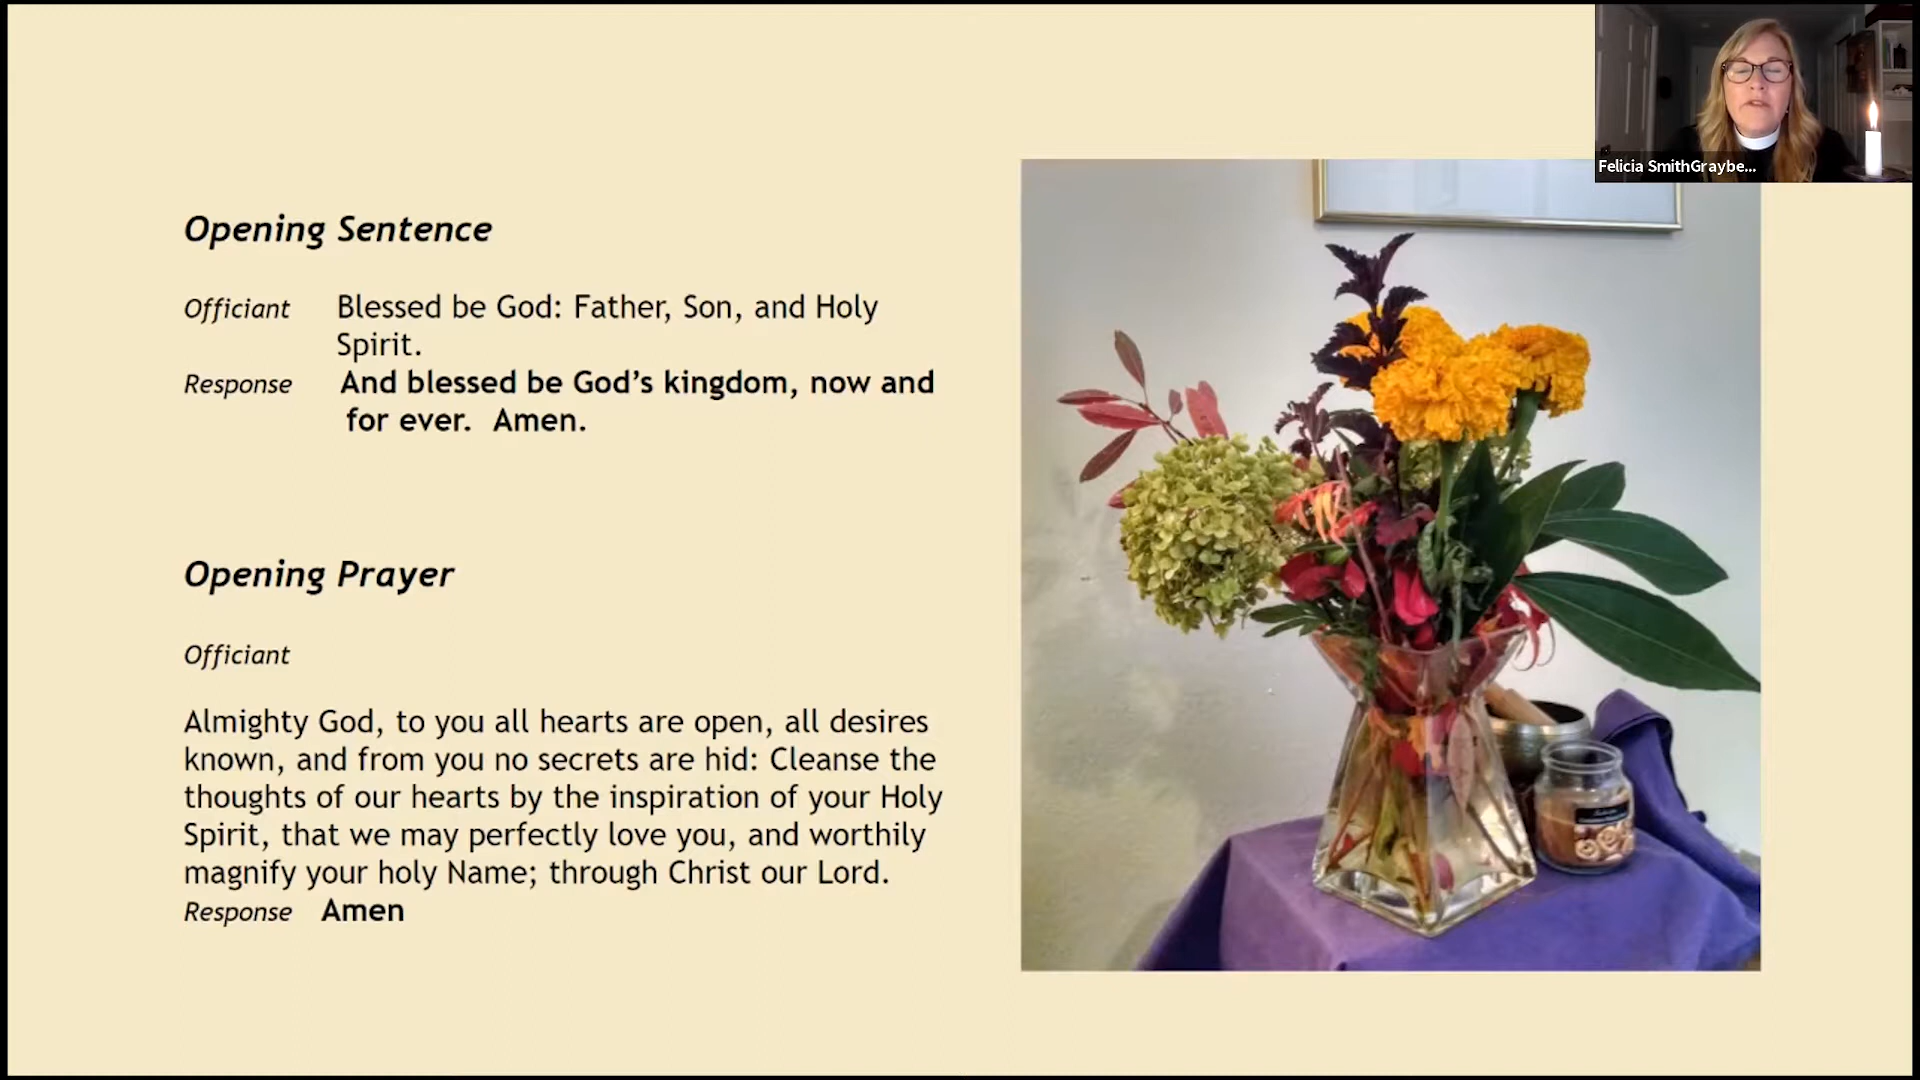 Felicia SmithGraybe...
Opening Sentence
Officiant Blessed be God: Father, Son, and Holy
Spirit.
Response And blessed be God’s kingdom, now and
for ever. Amen.
Opening Prayer
Officiant
Almighty God, to you all hearts are open, all desires
known, and from you no secrets are hid: Cleanse the
thoughts of our hearts by the inspiration of your Holy
Spirit, that we may perfectly love you, and worthily
magnify your holy Name; through Christ our Lord.
Response Amen